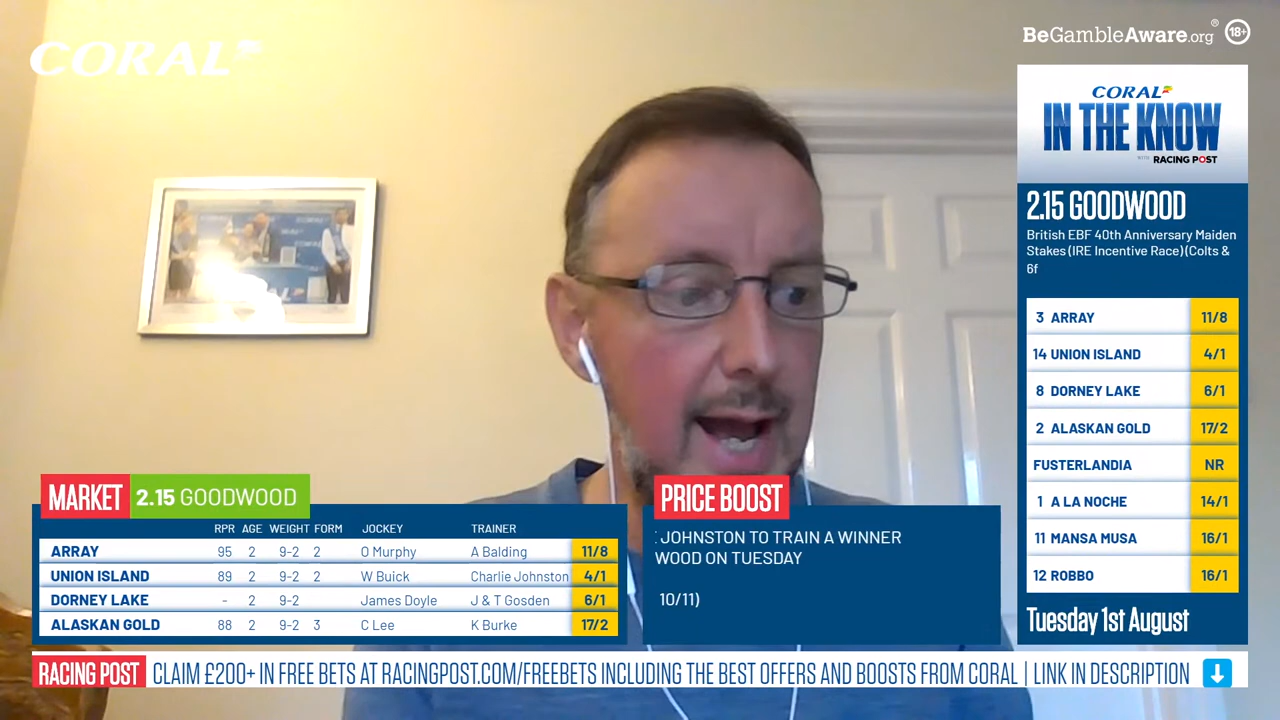 CORAL
BeGambleAware.org® 18+
CORAL
IN THE KNOW
WITH RACING POST
2.15 GOODWOOD
British EBF 40th Anniversary Maiden
Stakes (IRE Incentive Race) (Colts &
6f
3 ARRAY 11/8
14 UNION ISLAND 4/1
8 DORNEY LAKE 6/1
2 ALASKAN GOLD 17/2
FUSTERLANDIA NR
1 A LA NOCHE 14/1
11 MANSA MUSA 16/1
12 ROBBO 16/1
Tuesday 1st August
MARKET 2.15 GOODWOOD
RPR AGE WEIGHT FORM JOCKEY TRAINER
ARRAY 95 2 9-2 2 O Murphy A Balding 11/8
UNION ISLAND 89 2 9-2 2 W Buick Charlie Johnston 4/1
DORNEY LAKE - 2 9-2 James Doyle J & T Gosden 6/1
ALASKAN GOLD 88 2 9-2 3 C Lee K Burke 17/2
PRICE BOOST
JOHNSTON TO TRAIN A WINNER
WOOD ON TUESDAY
10/11)
RACING POST CLAIM £200+ IN FREE BETS AT RACINGPOST.COM/FREEBETS INCLUDING THE BEST OFFERS AND BOOSTS FROM CORAL | LINK IN DESCRIPTION